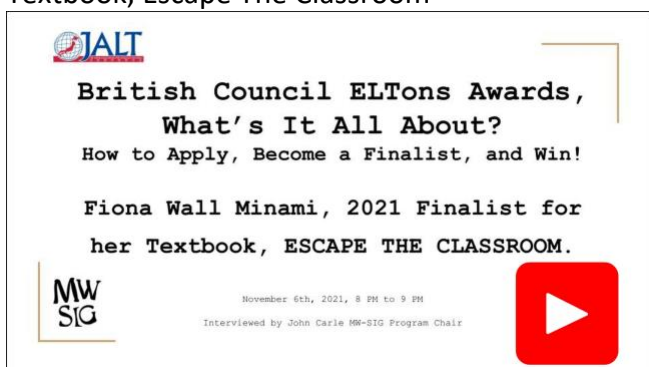 Textbook, Escape The Classroom
JALT
British Council ELTons Awards,
What's It All About?
How to Apply, Become a Finalist, and Win!
Fiona Wall Minami, 2021 Finalist for
her Textbook, ESCAPE THE CLASSROOM.
MW
SIG
November 6th, 2021, 8 PM to 9 PM
Interviewed by John Carle MW-SIG Program Chair